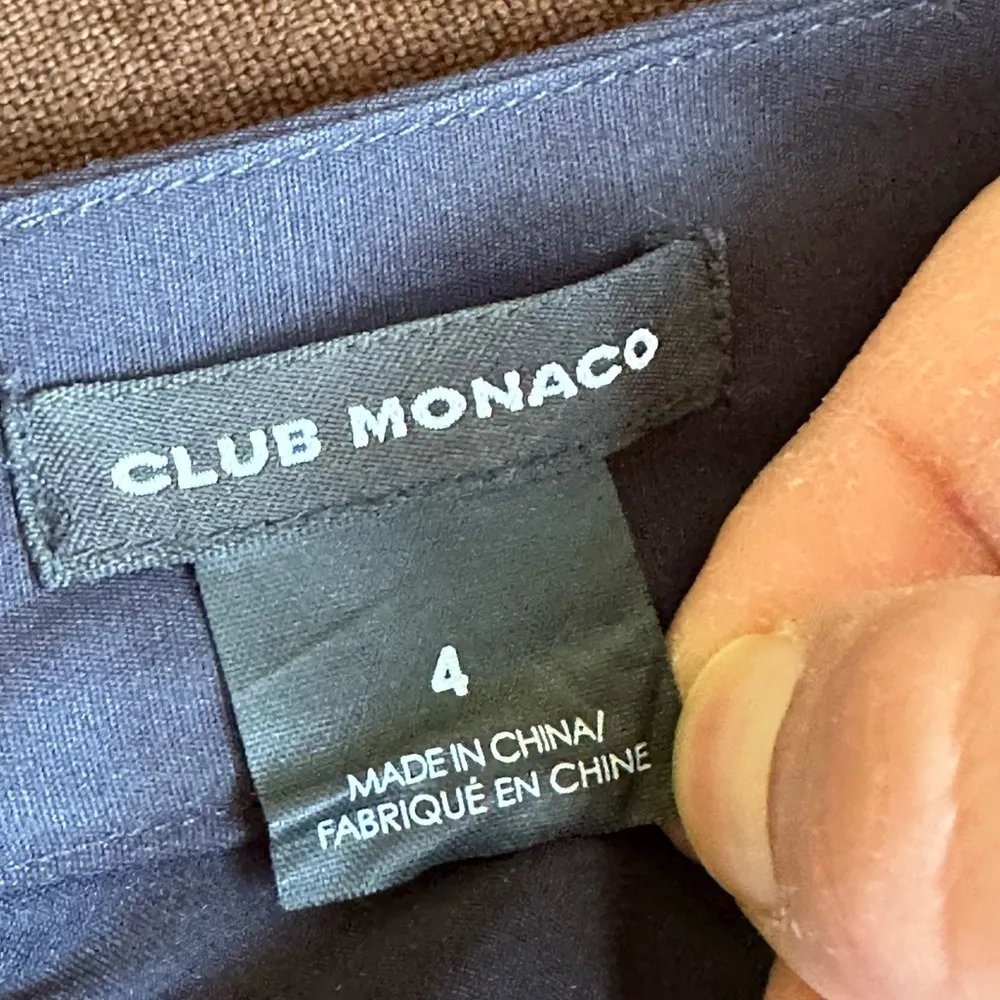 CLUB MONACO
4
MADE IN CHINA/
FABRIQUÉ EN CHINE